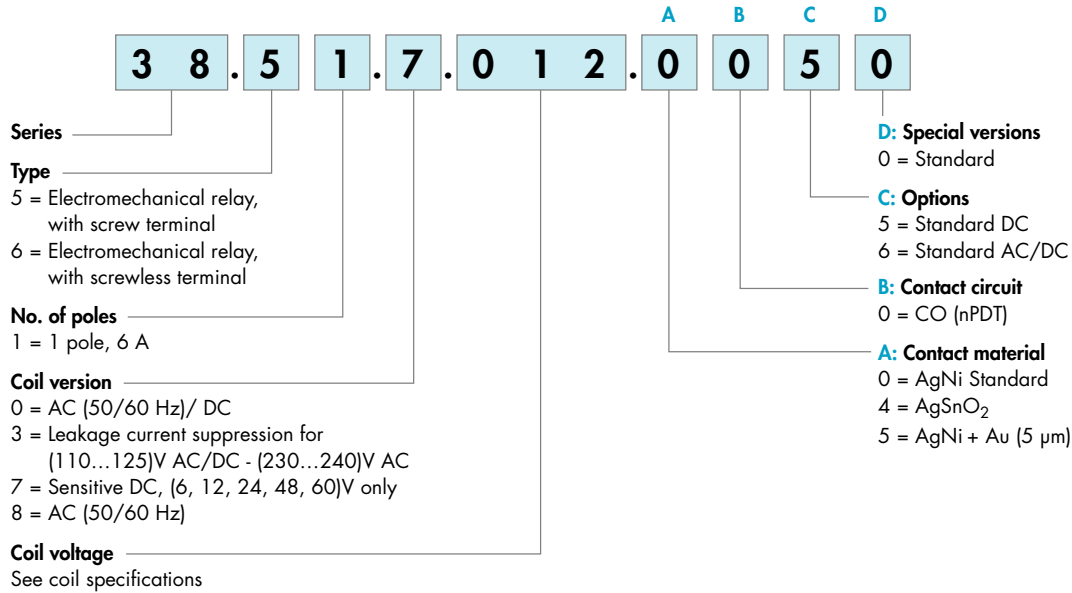 A B C D
3 8 . 5 1 . 7 . 0 1 2 . 0 0 5 0
Series
Type
5 = Electromechanical relay,
with screw terminal
6 = Electromechanical relay,
with screwless terminal
No. of poles
1 = 1 pole, 6 A
Coil version
0 = AC (50/60 Hz)/ DC
3 = Leakage current suppression for
(110...125)V AC/DC - (230...240)V AC
7 = Sensitive DC, (6, 12, 24, 48, 60)V only
8 = AC (50/60 Hz)
Coil voltage
See coil specifications
D: Special versions
0 = Standard
C: Options
5 = Standard DC
6 = Standard AC/DC
B: Contact circuit
0 = CO (nPDT)
A: Contact material
0 = AgNi Standard
4 = AgSnO₂
5 = AgNi + Au (5 µm)